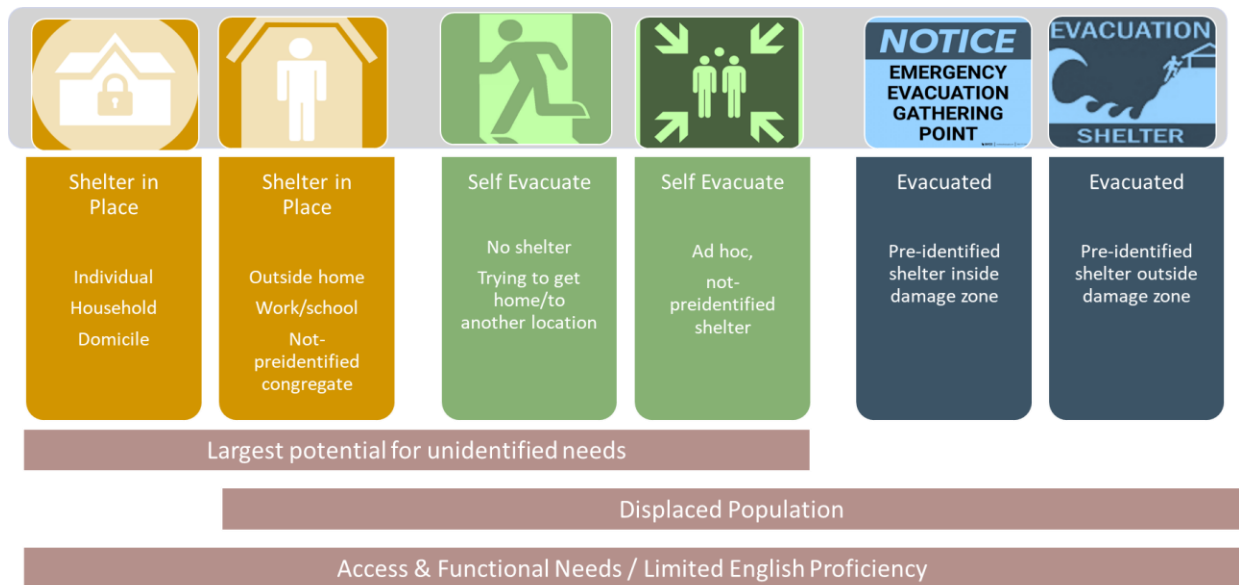 NOTICE
EMERGENCY
EVACUATION
GATHERING
POINT
EVACUATION
SHELTER
Shelter in
Place
Individual
Household
Domicile
Shelter in
Place
Outside home
Work/school
Not-
preidentified
congregate
Self Evacuate
No shelter
Trying to get
home/to
another location
Self Evacuate
Ad hoc,
not-
preidentified
shelter
Evacuated
Pre-identified
shelter inside
damage zone
Evacuated
Pre-identified
shelter outside
damage zone
Largest potential for unidentified needs
Displaced Population
Access & Functional Needs / Limited English Proficiency